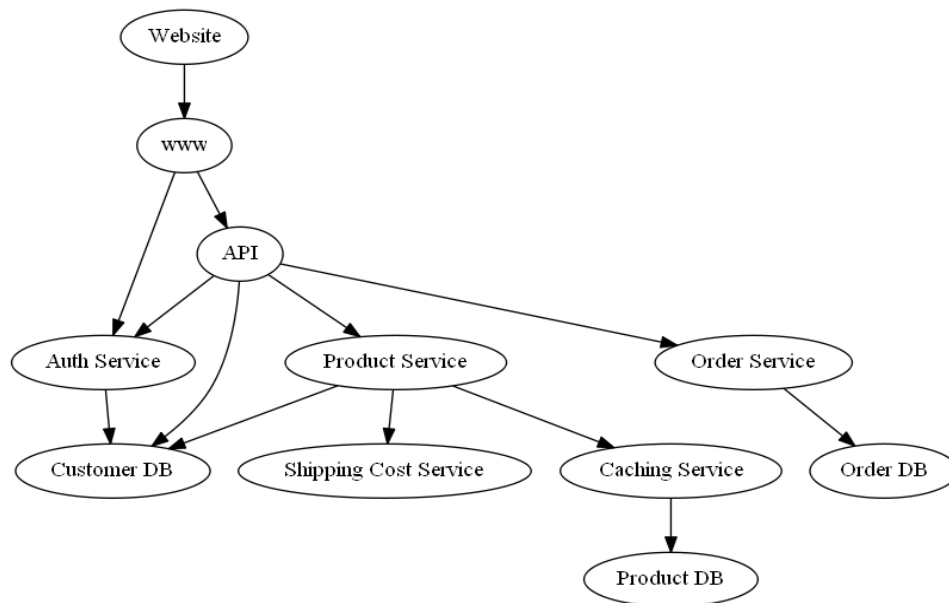 Website
www
API
Auth Service
Product Service
Order Service
Customer DB
Shipping Cost Service
Caching Service
Order DB
Product DB